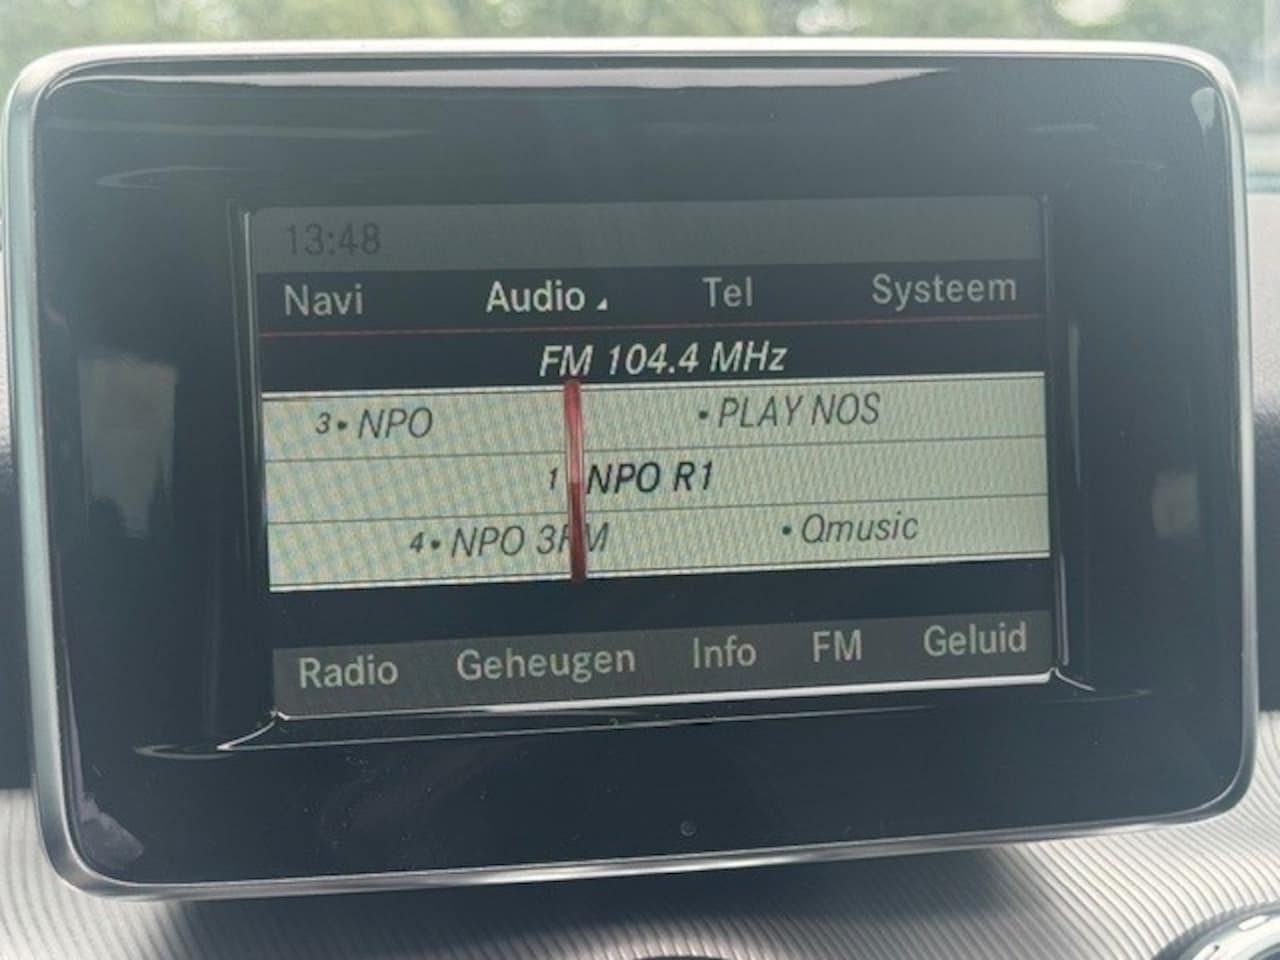 13:48
Navi Audio Tel Systeem
FM 104.4 MHz
3• NPO • PLAY NOS
1 NPO R1
4• NPO 3FM • Qmusic
Radio Geheugen Info FM Geluid